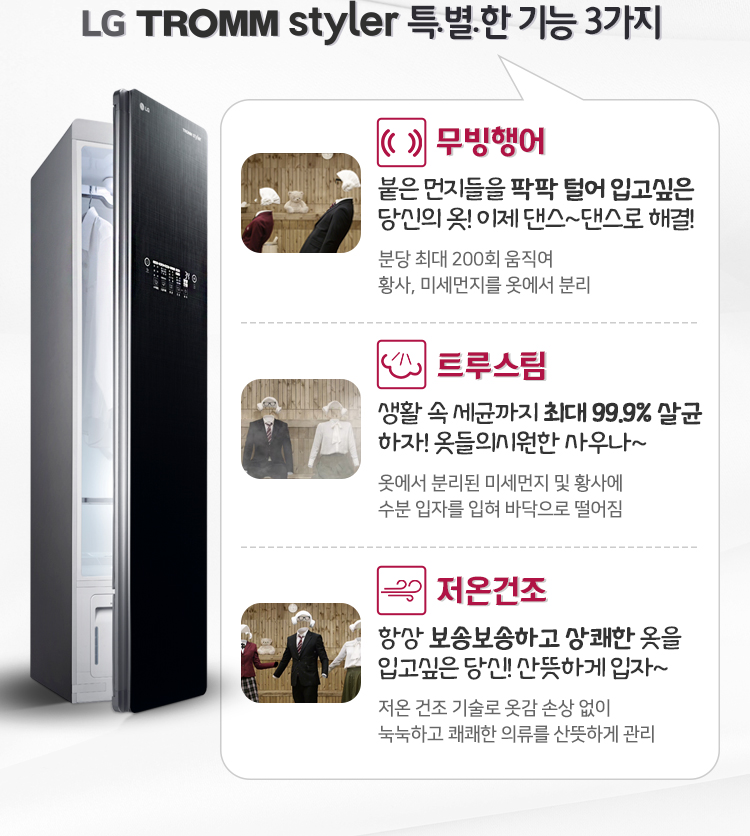 LG TROMM styler 특.별.한 기능 3가지
LG
무빙행어
붙은 먼지들을 팍팍 털어 입고싶은
당신의 옷! 이제 댄스~댄스로 해결!
분당 최대 200회 움직여
황사, 미세먼지를 옷에서 분리
트루스팀
생활 속 세균까지 최대 99.9% 살균
하자! 옷들의시원한 사우나~
옷에서 분리된 미세먼지 및 황사에
수분 입자를 입혀 바닥으로 떨어짐
저온건조
항상 보송보송하고 상쾌한 옷을
입고싶은 당신! 산뜻하게 입자~
저온 건조 기술로 옷감 손상 없이
눅눅하고 쾌쾌한 의류를 산뜻하게 관리